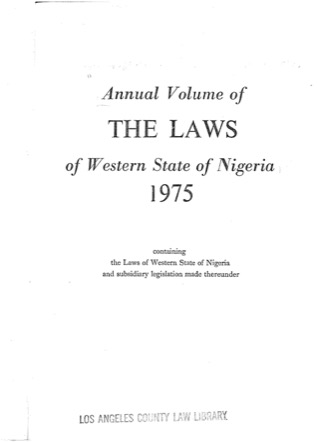 Annual Volume of
THE LAWS
of Western State of Nigeria
1975
containing
the Laws of Western State of Nigeria
and subsidiary legislation made thereunder
LOS ANGELES COUNTY LAW LIBRARY